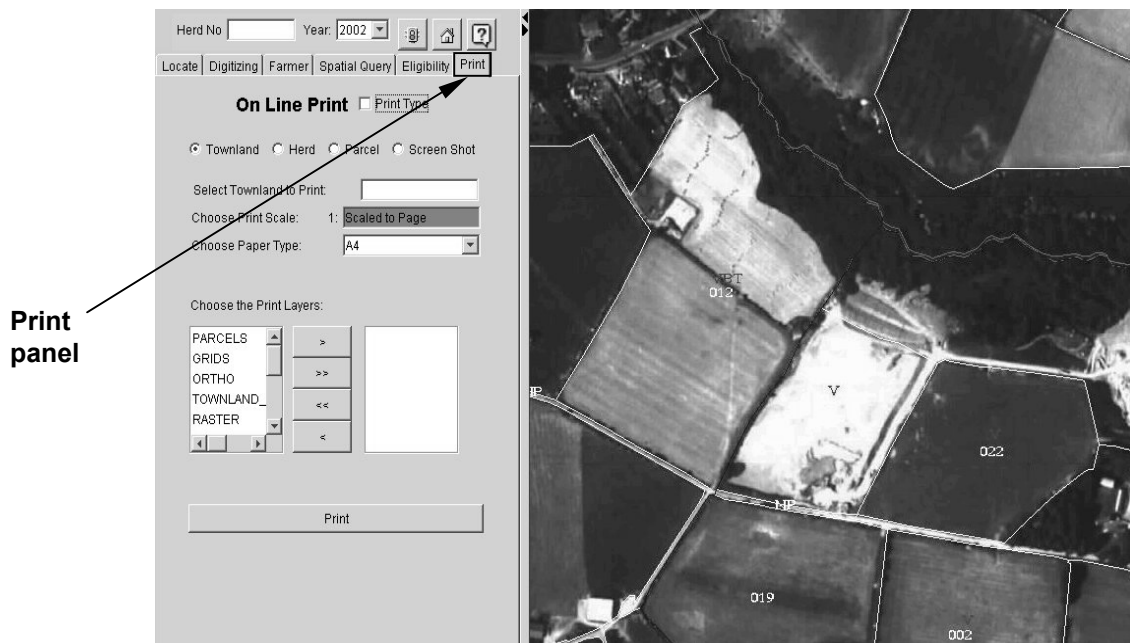 Herd No Year: 2002
Locate Digitizing Farmer Spatial Query Eligibility Print
On Line Print Print Type
Townland Herd Parcel Screen Shot
Select Townland to Print:
Choose Print Scale: 1: Scaled to Page
Choose Paper Type: A4
Print
panel
Choose the Print Layers:
PARCELS
GRIDS
ORTHO
TOWNLAND_
RASTER
>
>>
<<
<
Print
VPT
012
V
022
NP
019
002